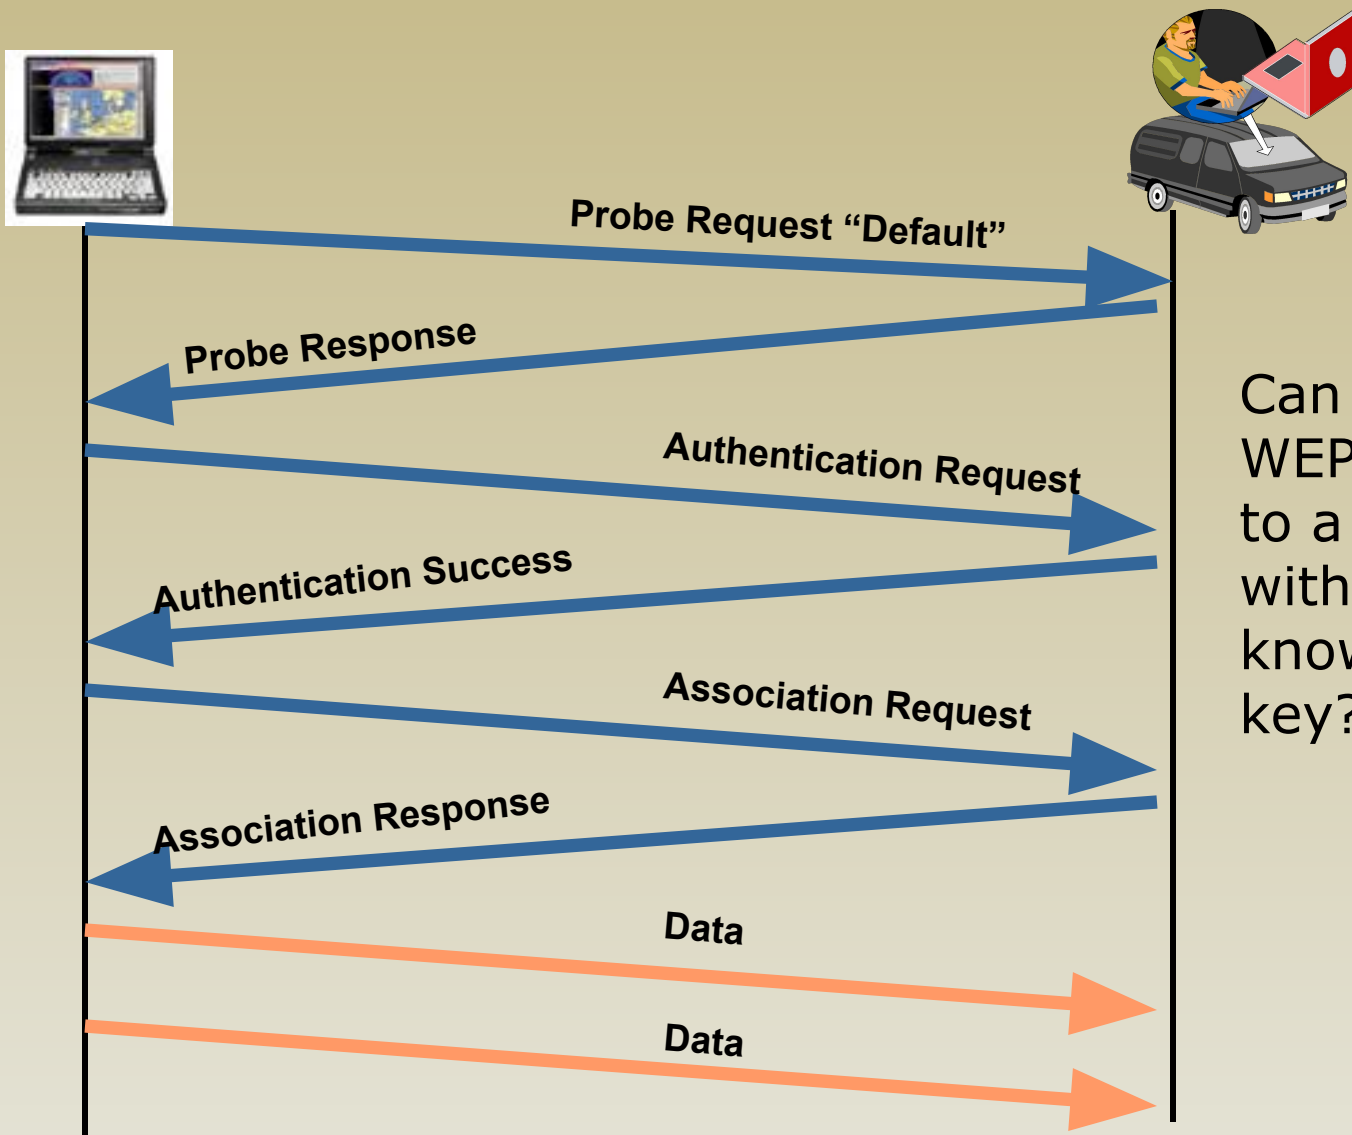 Probe Request “Default”
Probe Response
Authentication Request
Authentication Success
Association Request
Association Response
Data
Data
Can
WEP
to a
with
know
key?